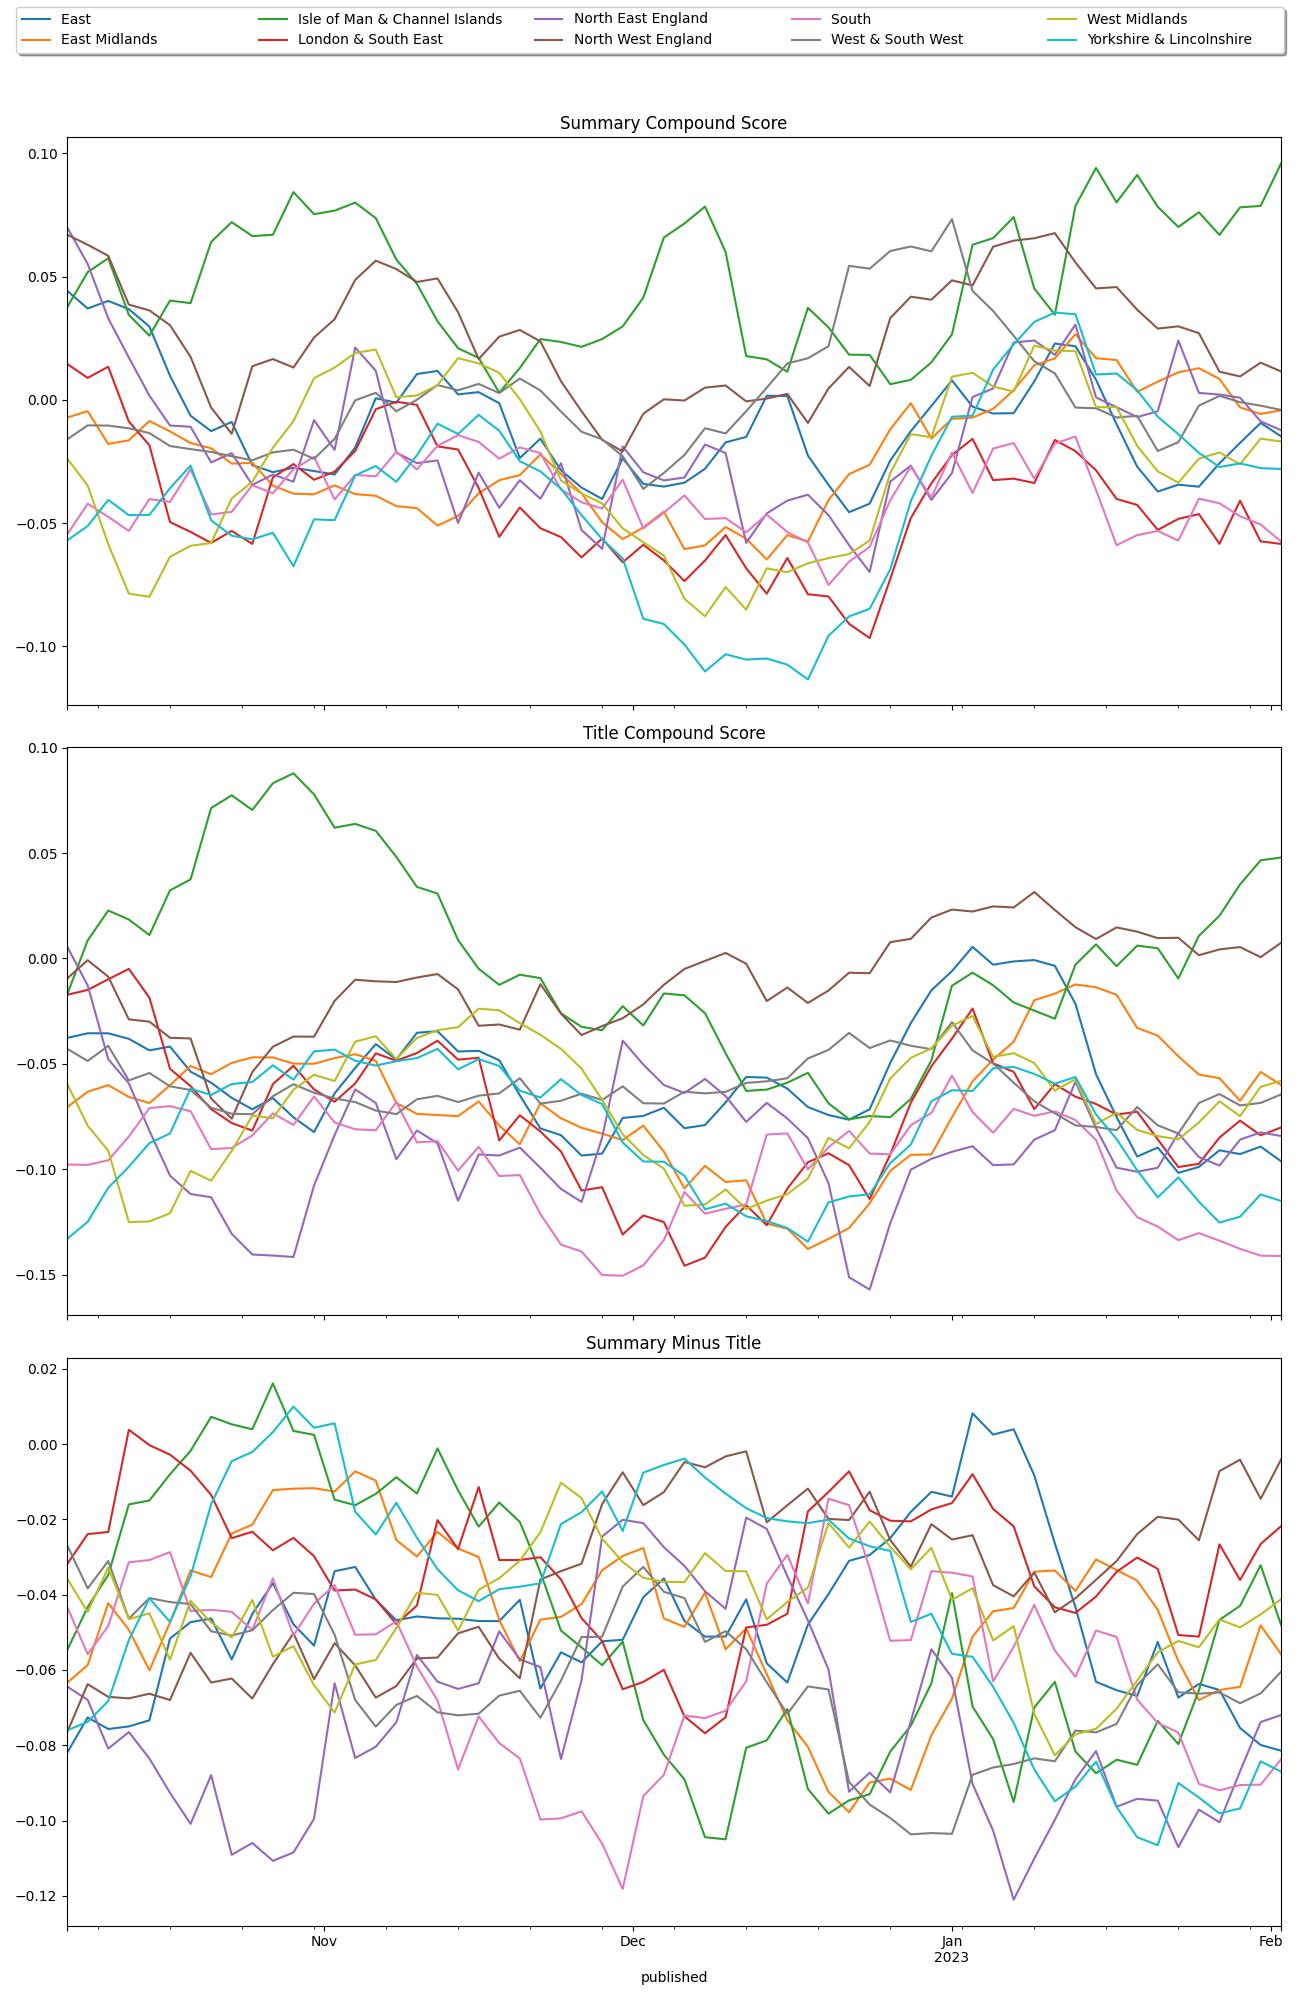 East Isle of Man & Channel Islands North East England South West Midlands
East Midlands London & South East North West England West & South West Yorkshire & Lincolnshire
Summary Compound Score
0.10
0.05
0.00
−0.05
−0.10
Title Compound Score
0.10
0.05
0.00
−0.05
−0.10
−0.15
Summary Minus Title
0.02
0.00
−0.02
−0.04
−0.06
−0.08
−0.10
−0.12
Nov Dec Jan Feb
2023
published